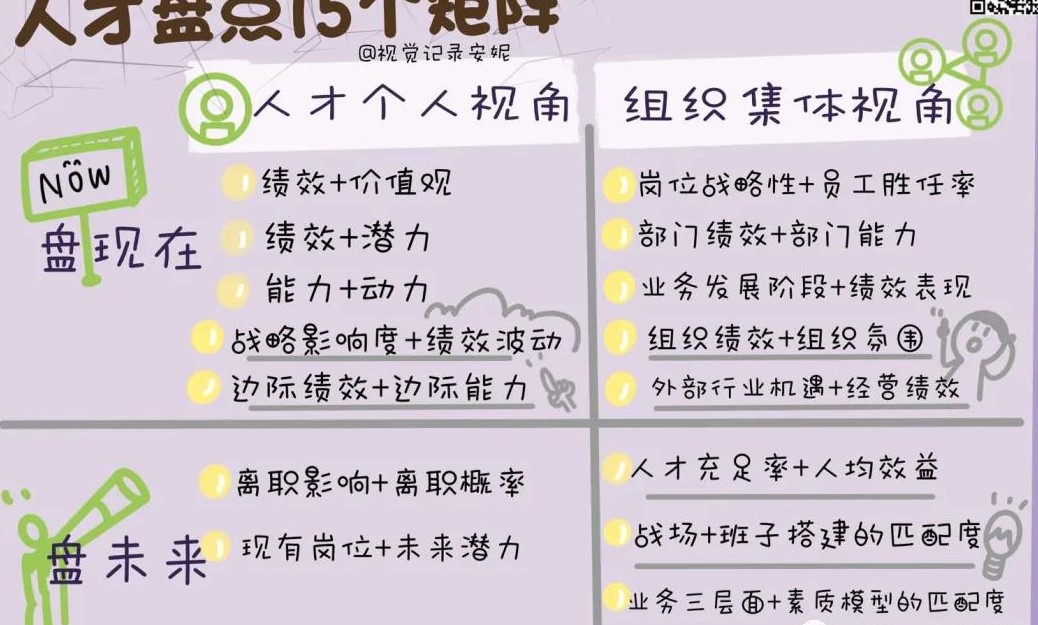 人才盘点15个矩阵
@视觉记录安妮
人才个人视角
组织集体视角
NOW
盘现在
绩效+价值观
绩效+潜力
能力+动力
战略影响度+绩效波动
边际绩效+边际能力
岗位战略性+员工胜任率
部门绩效+部门能力
业务发展阶段+绩效表现
组织绩效+组织氛围
外部行业机遇+经营绩效
盘未来
离职影响+离职概率
现有岗位+未来潜力
人才充足率+人均效益
战场+班子搭建的匹配度
业务三层面+素质模型的匹配度